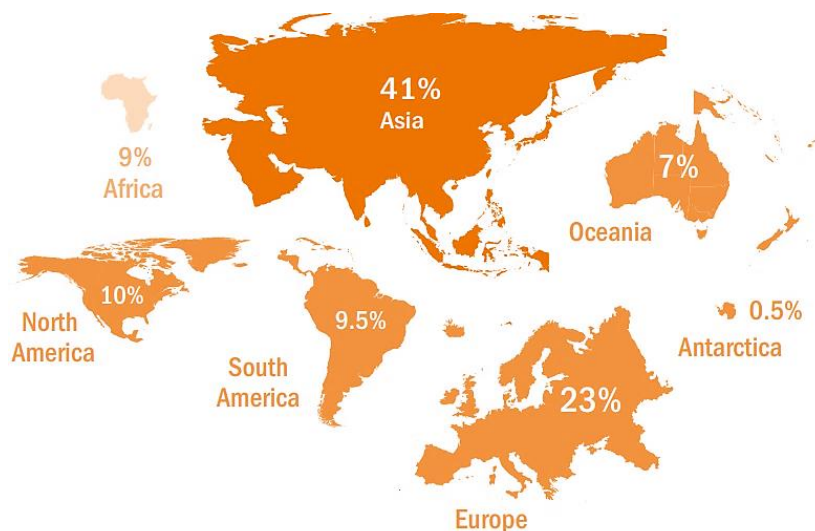 41%
Asia
9%
Africa
7%
Oceania
10%
North
America
9.5%
South
America
0.5%
Antarctica
23%
Europe